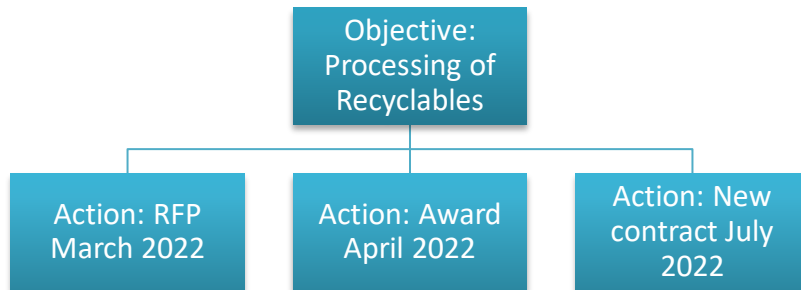 Objective:
Processing of
Recyclables
Action: RFP
March 2022
Action: Award
April 2022
Action: New
contract July
2022